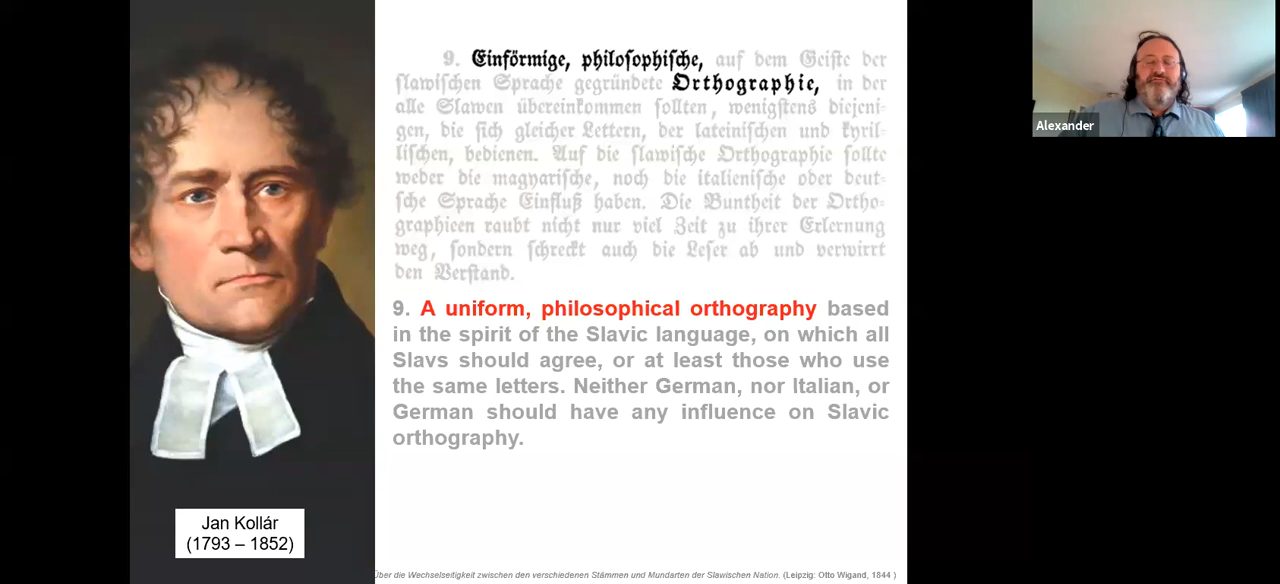 9. Einförmige, philoſophiſche, auf dem Geiſte der
ſlawiſchen Sprache gegründete Orthographie, in der
alle Slawen übereinkommen ſollten, wenigſtens diejeni-
gen, die ſich gleicher Lettern, der lateiniſchen und kyril-
liſchen, bedienen. Auf die ſlawiſche Orthographie ſollte
weder die magyariſche, noch die italieniſche oder deut-
ſche Sprache Einfluß haben. Die Buntheit der Ortho-
graphieen raubt nicht nur viel Zeit zu ihrer Erlernung
weg, ſondern ſchreckt auch die Leſer ab und verwirrt
den Verſtand.
9. A uniform, philosophical orthography based
in the spirit of the Slavic language, on which all
Slavs should agree, or at least those who use
the same letters. Neither German, nor Italian, or
German should have any influence on Slavic
orthography.
Jan Kollár
(1793 – 1852)
Über die Wechselseitigkeit zwischen den verschiedenen Stämmen und Mundarten der Slawischen Nation. (Leipzig: Otto Wigand, 1844 )
Alexander